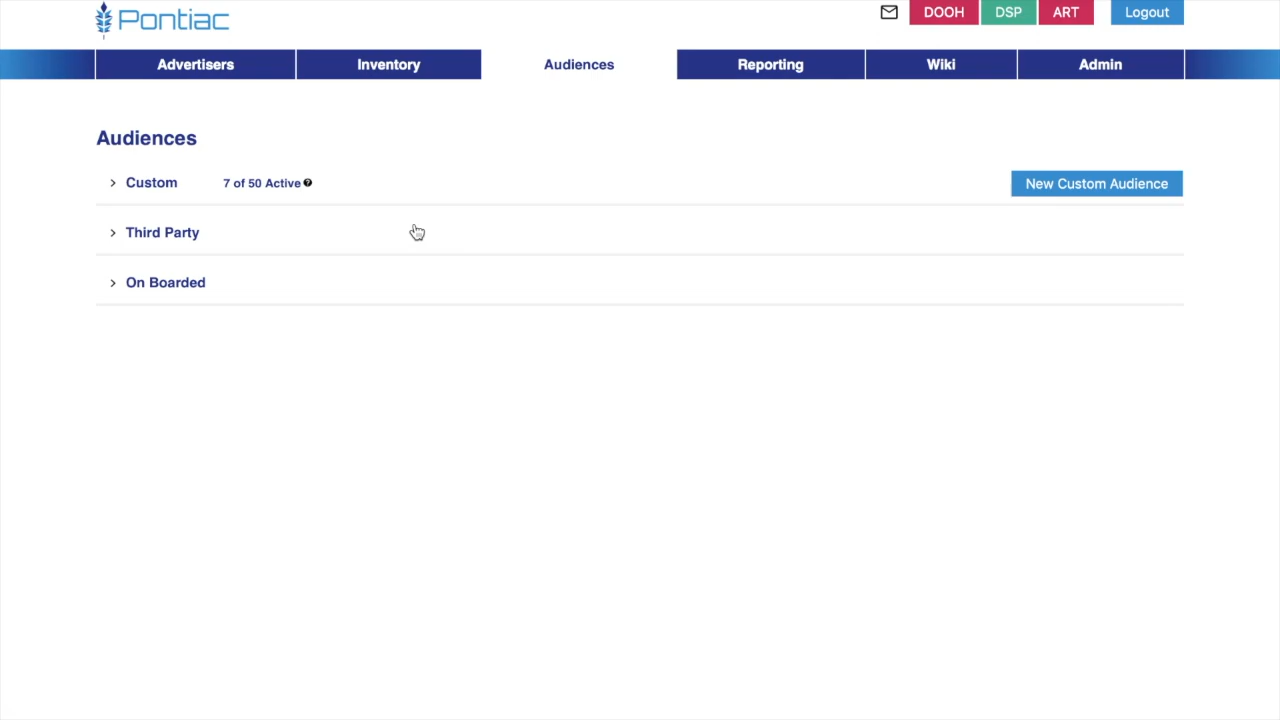 Pontiac
DOOH DSP ART Logout
Advertisers Inventory Audiences Reporting Wiki Admin
Audiences
Custom 7 of 50 Active New Custom Audience
Third Party
On Boarded